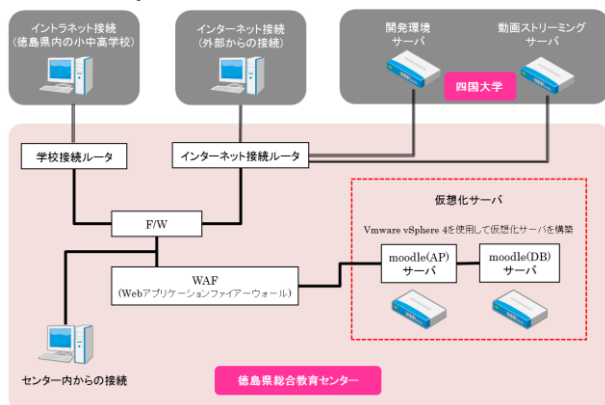 イントラネット接続
(徳島県内の小中高学校)
インターネット接続
(外部からの接続)
開発環境
サーバ
動画ストリーミング
サーバ
四国大学
学校接続ルータ
インターネット接続ルータ
仮想化サーバ
Vmware vSphere 4を使用して仮想化サーバを構築
F/W
moodle(AP)
サーバ
moodle(DB)
サーバ
WAF
(Webアプリケーションファイアーウォール)
センター内からの接続
徳島県総合教育センター